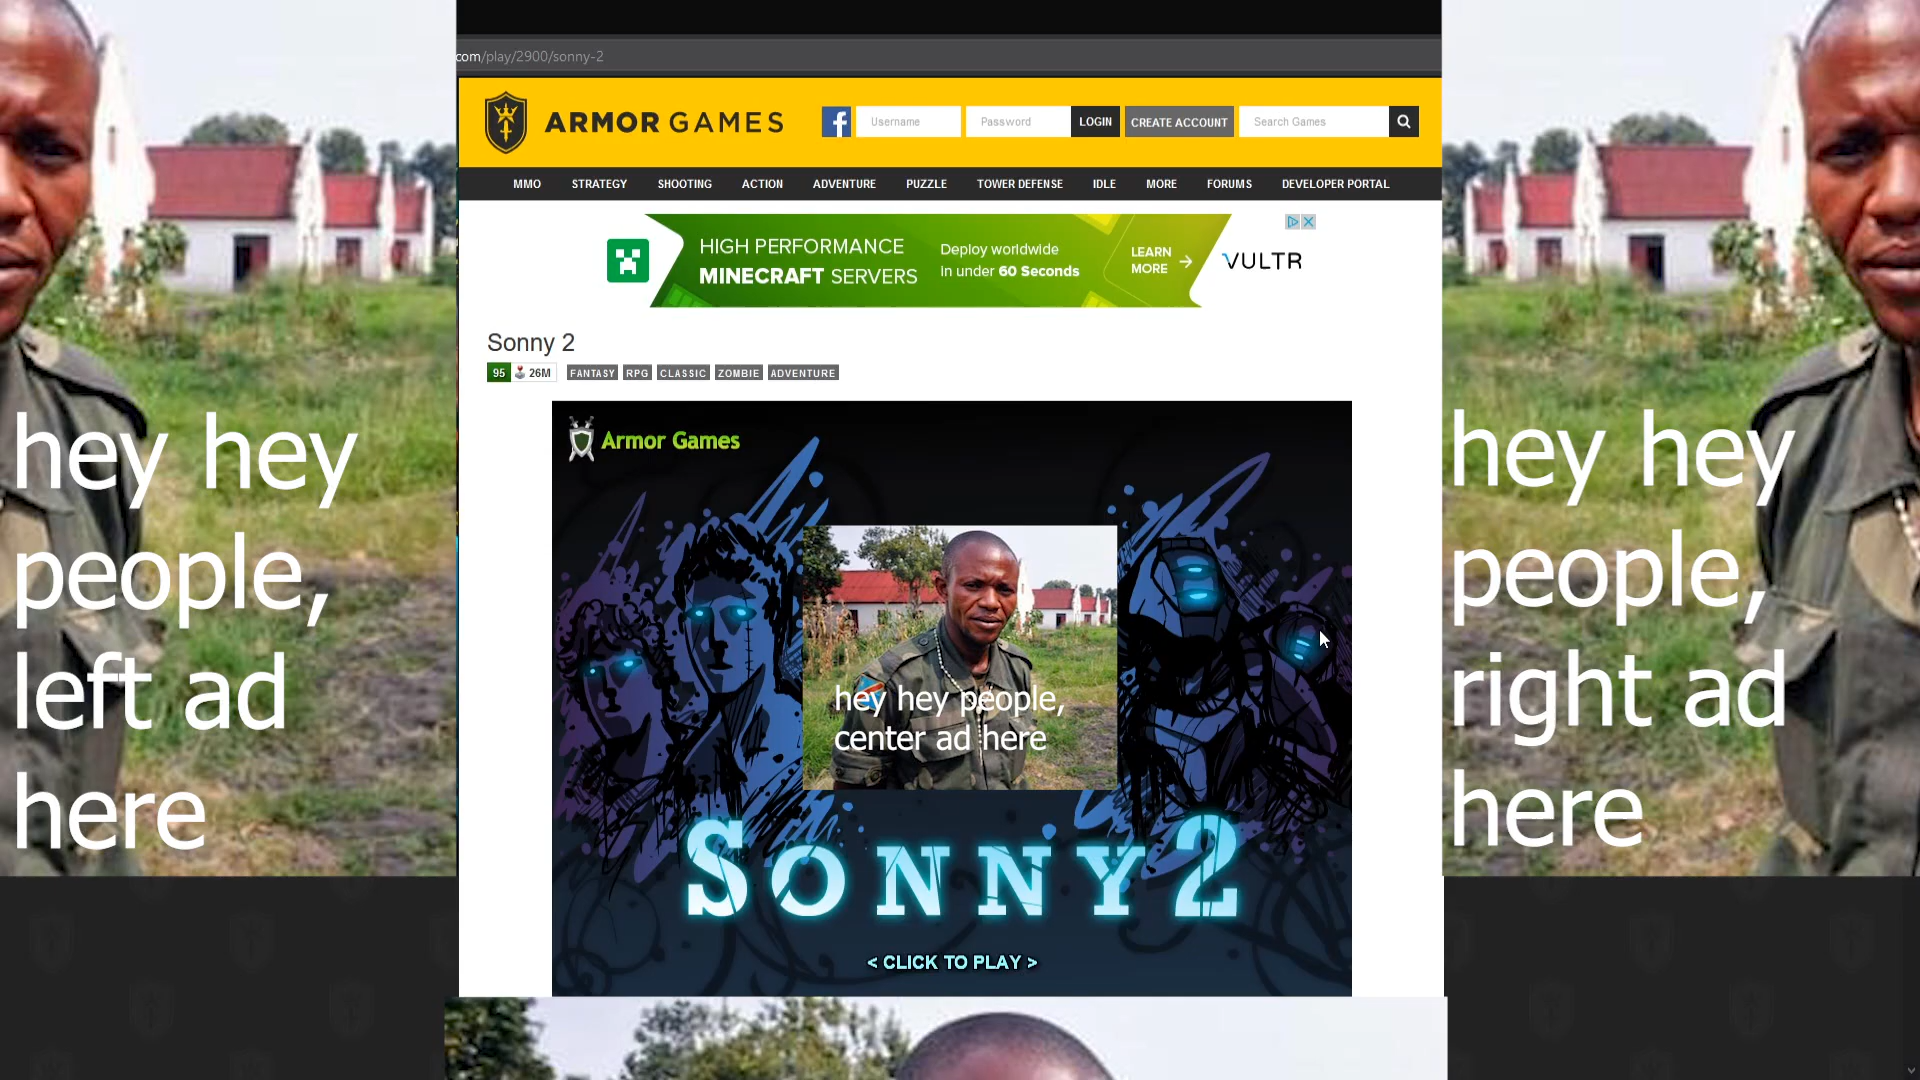 com/play/2900/sonny-2
ARMOR GAMES
Username
Password
LOGIN
CREATE ACCOUNT
Search Games
MMO
STRATEGY
SHOOTING
ACTION
ADVENTURE
PUZZLE
TOWER DEFENSE
IDLE
MORE
FORUMS
DEVELOPER PORTAL
HIGH PERFORMANCE
MINECRAFT SERVERS
Deploy worldwide
in under 60 Seconds
LEARN
MORE
VULTR
Sonny 2
95
26M
FANTASY
RPG
CLASSIC
ZOMBIE
ADVENTURE
Armor Games
hey hey
people,
left ad
here
hey hey people,
center ad here
hey hey
people,
right ad
here
SONNY 2
< CLICK TO PLAY >